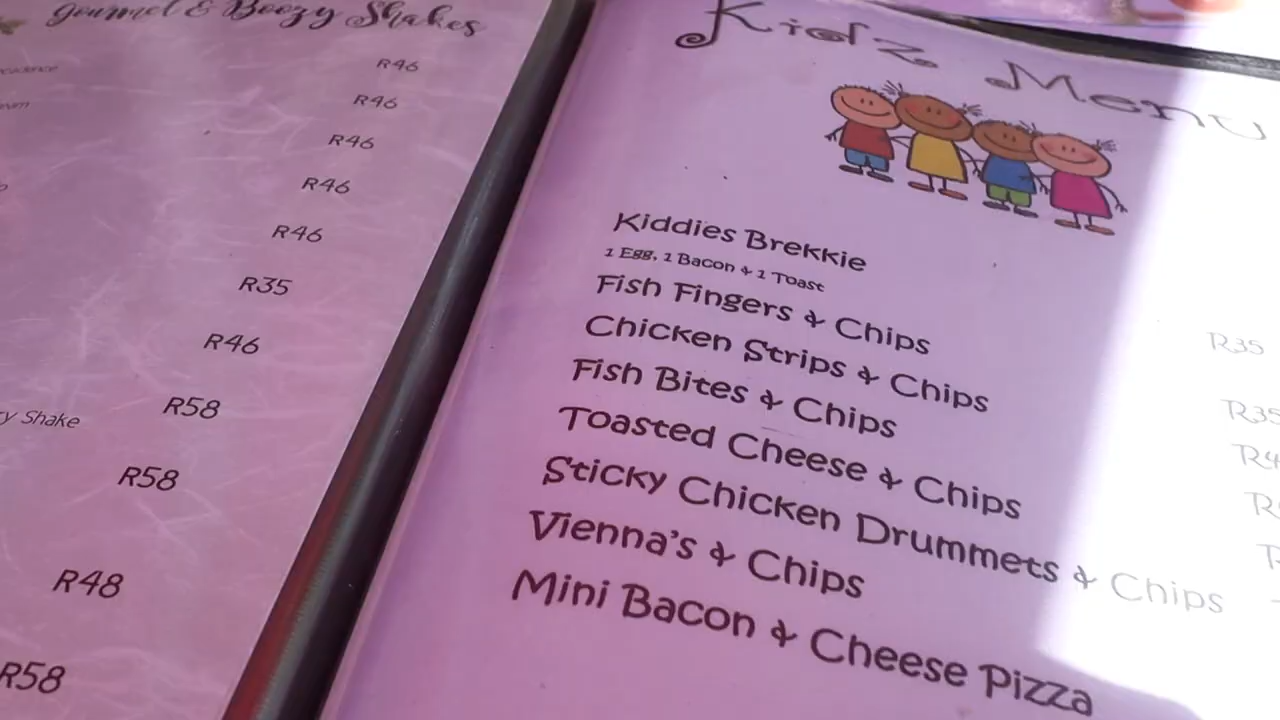 Gourmet & Boozy Shakes
R46
R46
R46
R46
R46
R35
R46
R58
Shake
R58
R48
R58
Kidz Menu
Kiddies Brekkie
1 Egg, 1 Bacon & 1 Toast
R35
Fish Fingers & Chips
R35
Chicken Strips & Chips
Fish Bites & Chips
Toasted Cheese & Chips
Sticky Chicken Drummets & Chips
Vienna's & Chips
Mini Bacon & Cheese Pizza